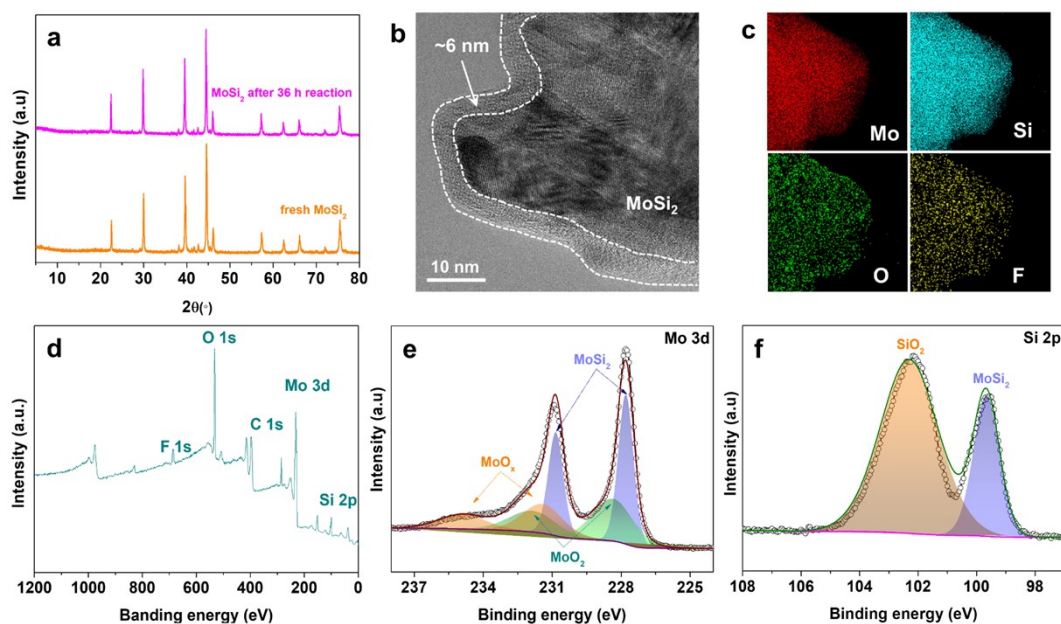 a
Intensity (a.u)
MoSi₂ after 36 h reaction
fresh MoSi₂
10 20 30 40 50 60 70 80
2θ(°)
b
~6 nm
MoSi₂
10 nm
c
Mo
Si
O
F
d
Intensity (a.u.)
O 1s
Mo 3d
F 1s
C 1s
Si 2p
1200 1000 800 600 400 200 0
Banding energy (eV)
e
Mo 3d
Intensity (a.u)
MoSi₂
MoOₓ
MoO₂
237 234 231 228 225 224
Binding energy (eV)
f
Si 2p
Intensity (a.u)
SiO₂
MoSi₂
108 106 104 102 100 98
Binding energy (eV)